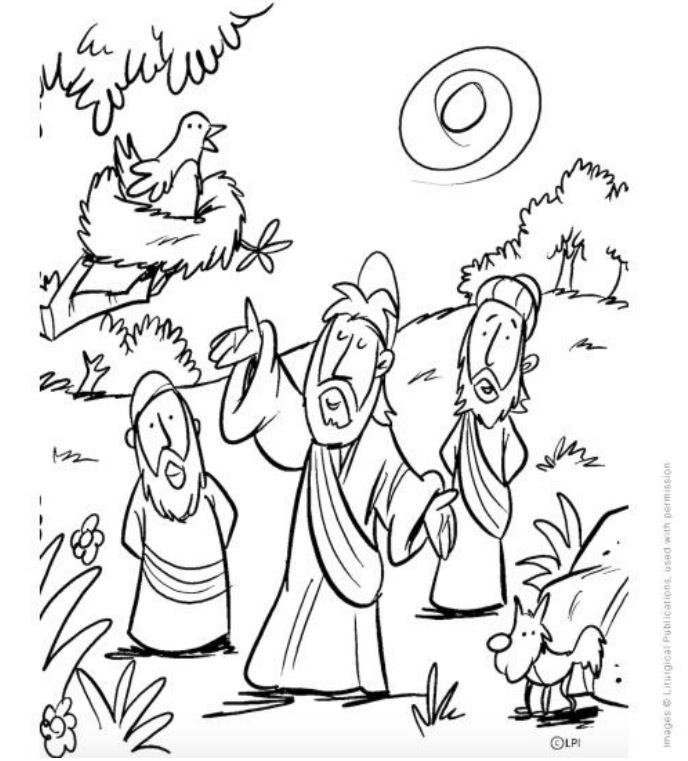 Images © Liturgical Publications, used with permission
©LPI